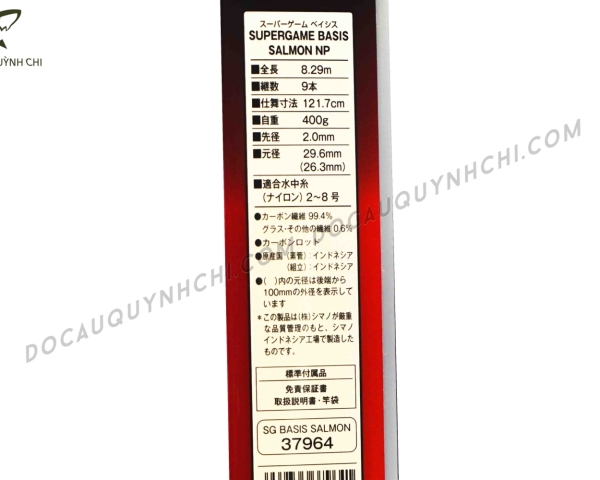 QUỲNH CHI
スーパーゲーム ベイシス
SUPERGAME BASIS
SALMON NP
■全長 8.29m
■継数 9本
■仕舞寸法 121.7cm
■自重 400g
■先径 2.0mm
■元径 29.6mm
(26.3mm)
■適合水中糸
(ナイロン) 2〜8号
●カーボン繊維 99.4%
グラス・その他の繊維 0.6%
●カーボンロッド
●原産国 (素管):インドネシア
(組立):インドネシア
●( )内の元径は後端から
100mmの外径を表示して
います
*この製品は(株)シマノが厳重
な品質管理のもと、シマノ
インドネシア工場で製造した
ものです。
標準付属品
免責保証書
取扱説明書・竿袋
SG BASIS SALMON
37964
DOCAUQUYNHCHI.COM
DOCAUQUYNHCHI.COM